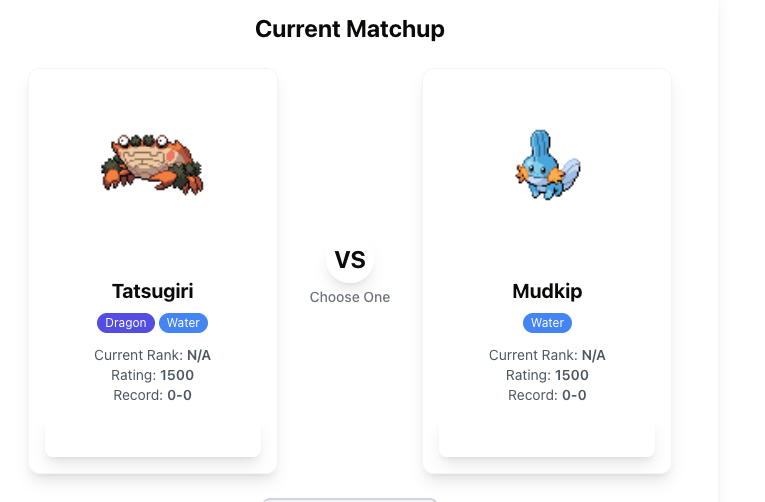 Current Matchup
Tatsugiri
Dragon Water
Current Rank: N/A
Rating: 1500
Record: 0-0
VS
Choose One
Mudkip
Water
Current Rank: N/A
Rating: 1500
Record: 0-0